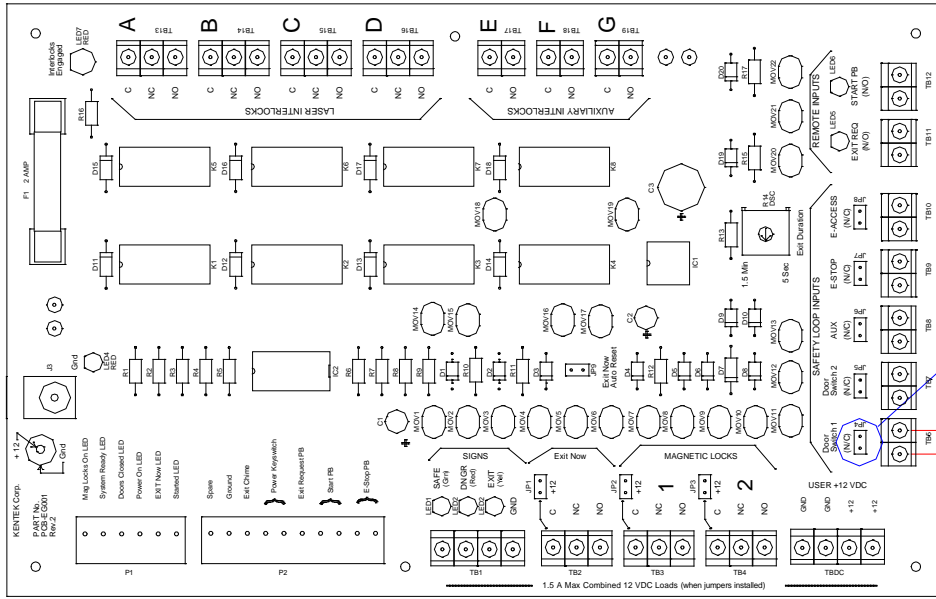 Interlocks
Engaged
LED7
RED
A
TB13
B
TB14
C
TB15
D
TB16
E
TB17
F
TB18
G
TB19
C
NC
NO
C
NC
NO
C
NC
NO
C
NC
NO
C
NC
C
NO
C
NO
LASER INTERLOCKS
AUXILIARY INTERLOCKS
F1 2 AMP
R16
D15
K5
D16
K6
D17
K7
D18
K8
MOV18
MOV19
C3
D11
K1
D12
K2
D13
K3
D14
K4
IC1
D20
R17
MOV22
MOV21
D19
R15
MOV20
REMOTE INPUTS
LED6
START PB
(N/O)
TB12
LED5
EXIT REQ
(N/O)
TB11
R14
DSC
R13
1.5 Min
5 Sec
Exit Duration
E-ACCESS
(N/C)
JP8
TB10
E-STOP
(N/C)
JP7
TB9
AUX
(N/C)
JP6
TB8
Door
Switch 2
(N/C)
JP5
TB7
Door
Switch 1
(N/C)
JP4
TB6
SAFETY LOOP INPUTS
J3
Gnd
LED4
RED
+12
Gnd
MOV14
MOV15
MOV16
MOV17
C2
D9
D10
MOV13
R1
R2
R3
R4
R5
IC2
R6
R7
R8
R9
D1
R10
D2
R11
D3
JP9
Exit Now
Auto Reset
D4
R12
D5
D6
D7
D8
MOV12
C1
MOV1
MOV2
MOV3
MOV4
MOV5
MOV6
MOV7
MOV8
MOV9
MOV10
MOV11
KENTEK Corp.
PART No.
PCB-EG001
Rev.2
Mag Locks On LED
System Ready LED
Doors Closed LED
Power On LED
EXIT Now LED
Started LED
P1
Spare
Ground
Exit Chime
Power Keyswitch
Exit Request PB
Start PB
E-Stop PB
P2
SIGNS
SAFE
(Grn)
DNGR
(Red)
EXIT
(Yel)
GND
LED1
LED2
LED2
TB1
Exit Now
JP1
+12
C
NC
NO
TB2
MAGNETIC LOCKS
JP2
+12
1
C
NC
NO
TB3
JP3
+12
2
C
NC
NO
TB4
USER +12 VDC
GND
GND
+12
+12
TBDC
1.5 A Max Combined 12 VDC Loads (when jumpers installed)